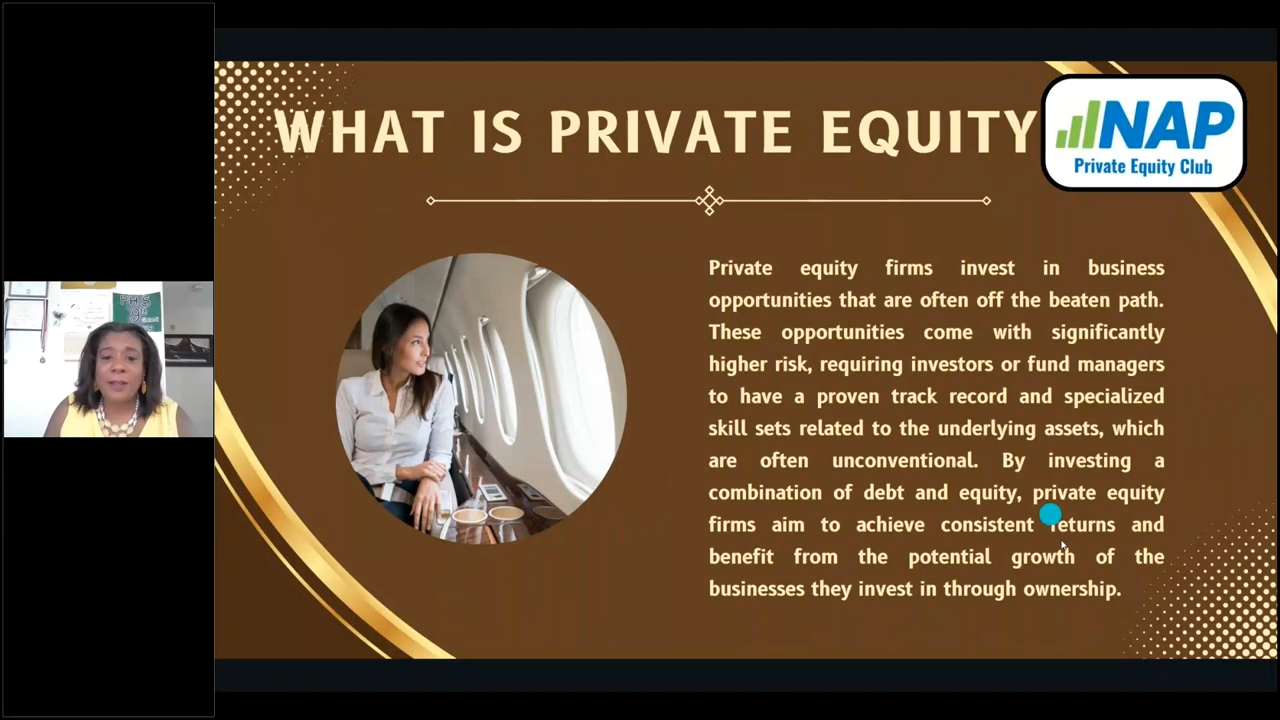 WHAT IS PRIVATE EQUITY
NAP
Private Equity Club
Private equity firms invest in business
opportunities that are often off the beaten path.
These opportunities come with significantly
higher risk, requiring investors or fund managers
to have a proven track record and specialized
skill sets related to the underlying assets, which
are often unconventional. By investing a
combination of debt and equity, private equity
firms aim to achieve consistent returns and
benefit from the potential growth of the
businesses they invest in through ownership.
PHLS